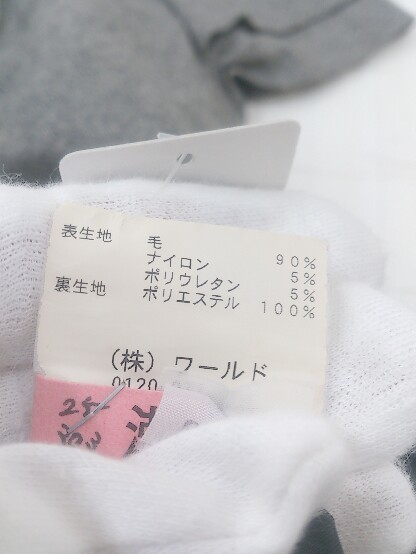 表生地 毛 90%
ナイロン 5%
ポリウレタン 5%
裏生地 ポリエステル 100%
(株)ワールド
0120